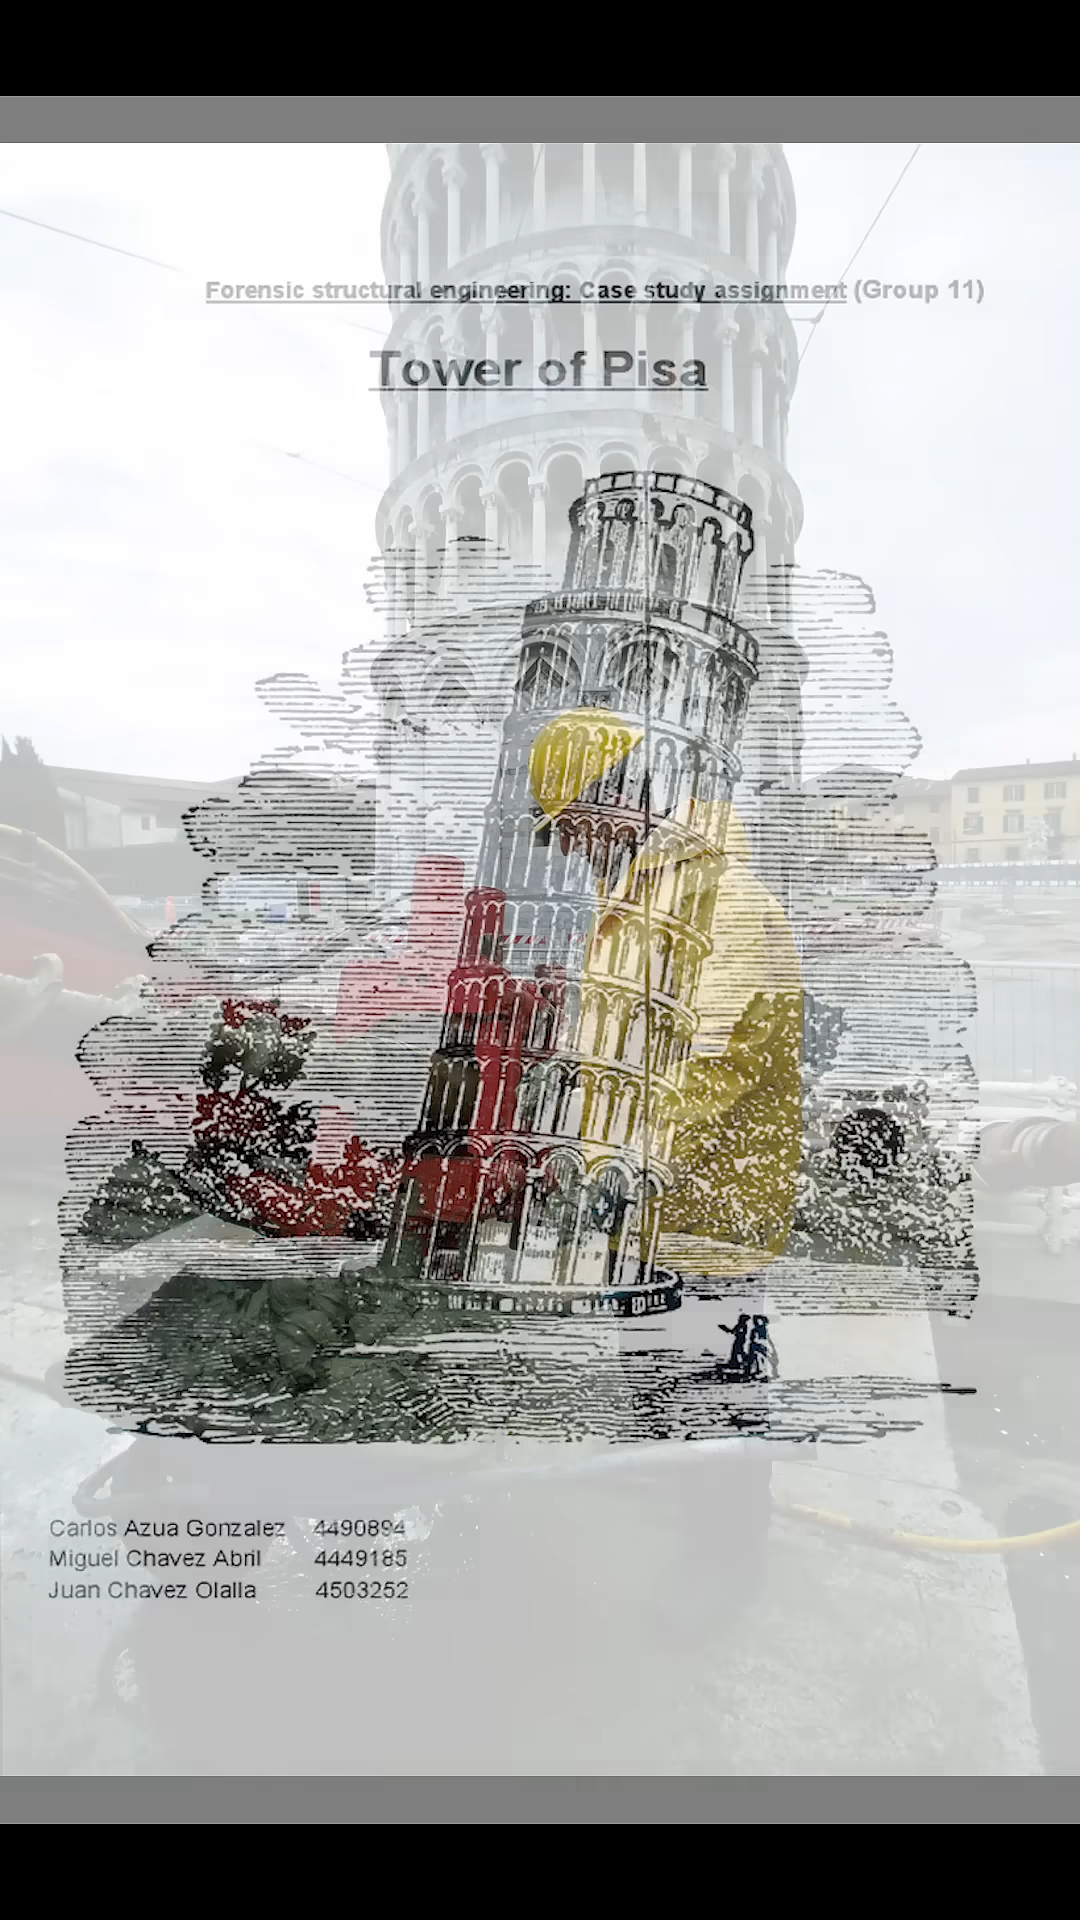 Forensic structural engineering: Case study assignment (Group 11)
Tower of Pisa
Carlos Azua Gonzalez 4490894
Miguel Chavez Abril 4449185
Juan Chavez Olalla 4503252